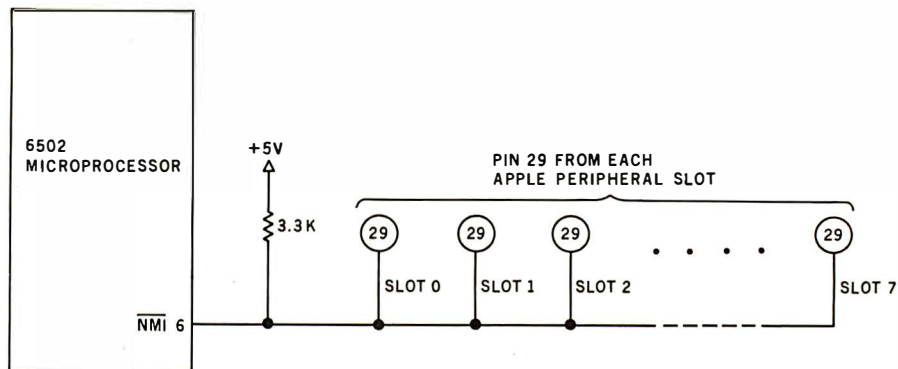 6502
MICROPROCESSOR
+5V
3.3K
PIN 29 FROM EACH
APPLE PERIPHERAL SLOT
29
29
29
29
SLOT 0
SLOT 1
SLOT 2
SLOT 7
NMI 6